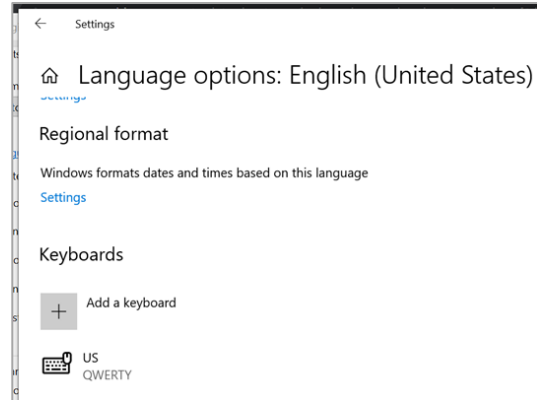 Settings
Language options: English (United States)
Settings
Regional format
Windows formats dates and times based on this language
Settings
Keyboards
Add a keyboard
US
QWERTY